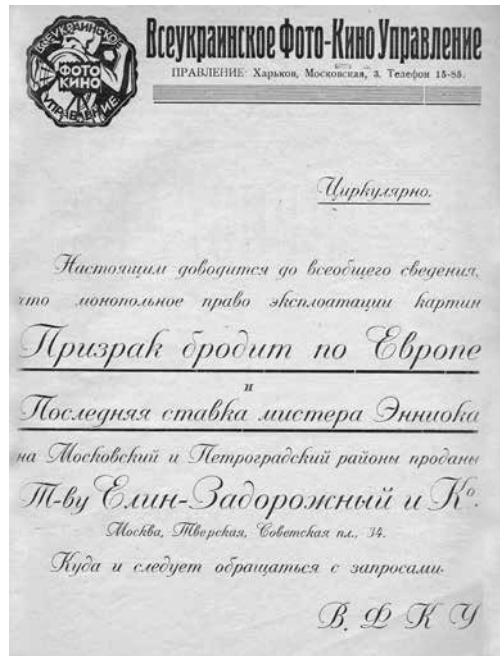 ВСЕУКРАИНСКОЕ
ФОТО
КИНО
УПРАВЛЕНИЕ
Всеукраинское Фото-Кино Управление
ПРАВЛЕНИЕ: Харьков, Московская, 3. Телефон 15-85.
Циркулярно.
Настоящим доводится до всеобщего сведения,
что монопольное право эксплоатации картин
Призрак бродит по Европе
и
Последняя ставка мистера Энниока
на Московский и Петроградский районы проданы
Т-ву Елин-Задорожный и Кº.
Москва, Тверская, Советская пл., 34.
Куда и следует обращаться с запросами.
В. Ф К У